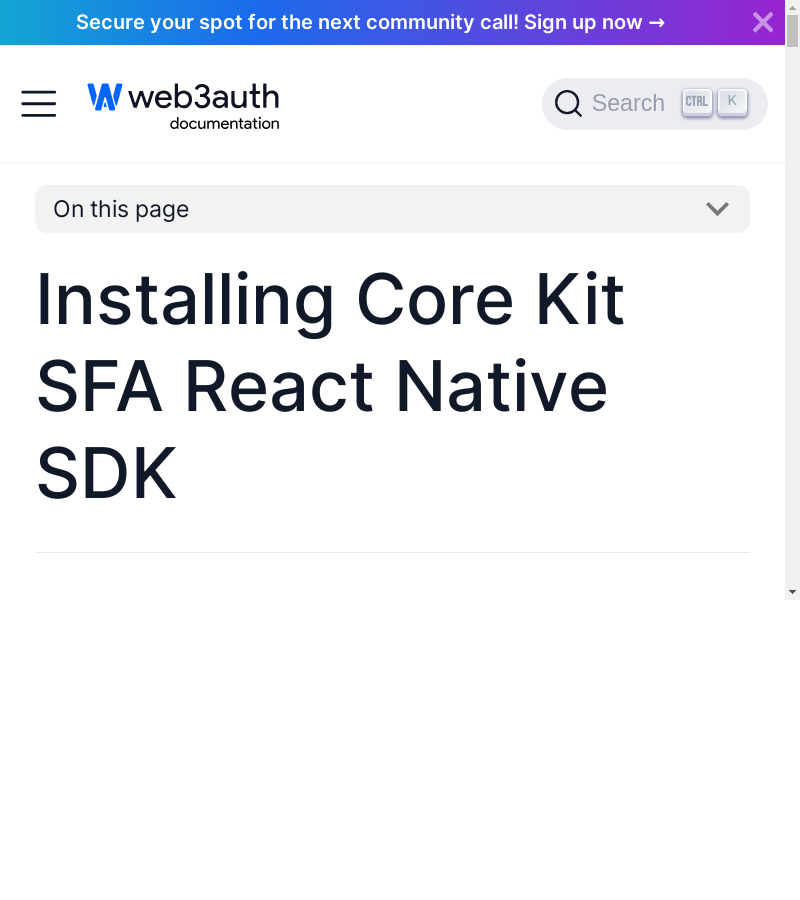 Secure your spot for the next community call! Sign up now →
web3auth
documentation
Search CTRL K
On this page
Installing Core Kit
SFA React Native
SDK